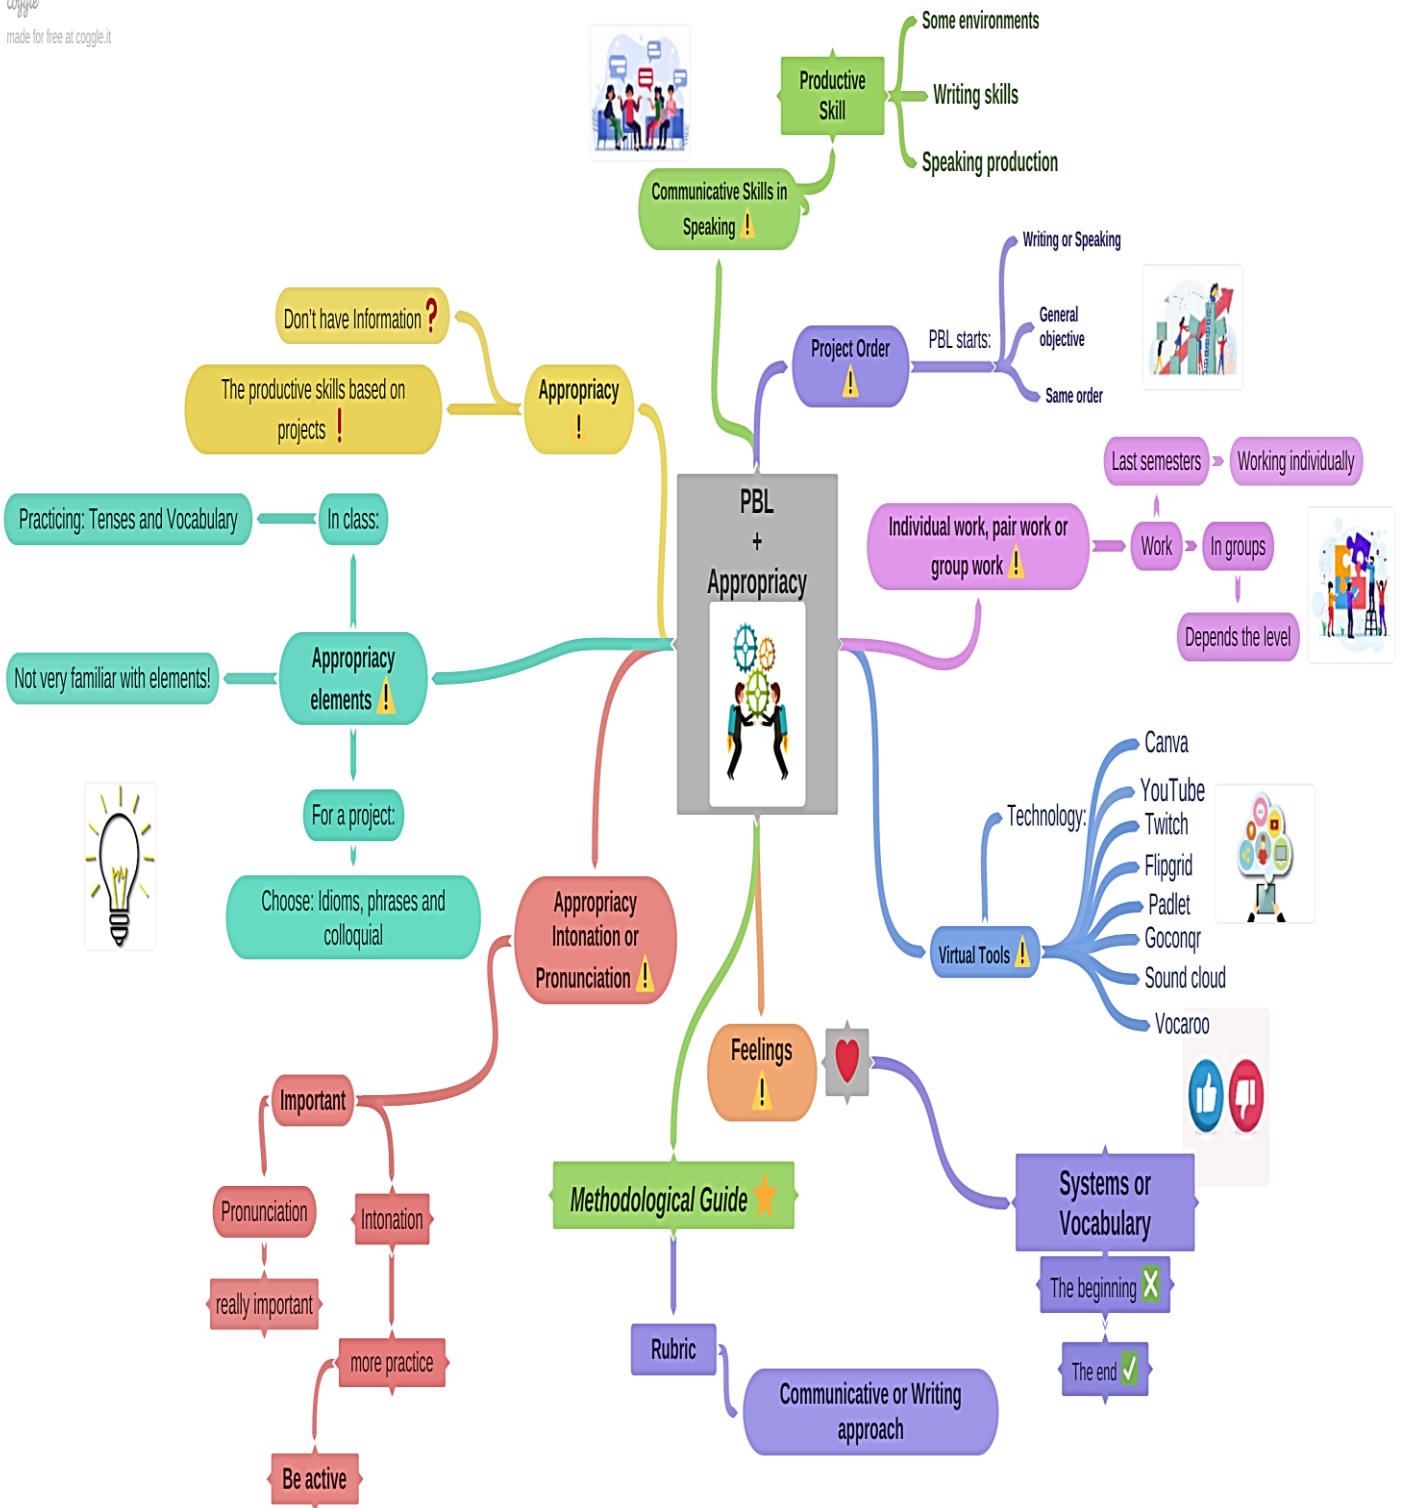 coggle
made for free at coggle.it
Some environments
Productive
Skill
Writing skills
Speaking production
Communicative Skills in
Speaking
Writing or Speaking
Don't have Information
General
objective
PBL starts:
Project Order
Same order
The productive skills based on
projects
Appropriacy
Last semesters
Working individually
PBL
+
Appropriacy
Practicing: Tenses and Vocabulary
In class:
Individual work, pair work or
group work
Work
In groups
Depends the level
Appropriacy
elements
Not very familiar with elements!
For a project:
Choose: Idioms, phrases and
colloquial
Canva
YouTube
Technology:
Twitch
Flipgrid
Padlet
Goconqr
Virtual Tools
Sound cloud
Vocaroo
Appropriacy
Intonation or
Pronunciation
Feelings
Important
Pronunciation
Intonation
really important
more practice
Be active
Methodological Guide
Systems or
Vocabulary
The beginning
The end
Rubric
Communicative or Writing
approach